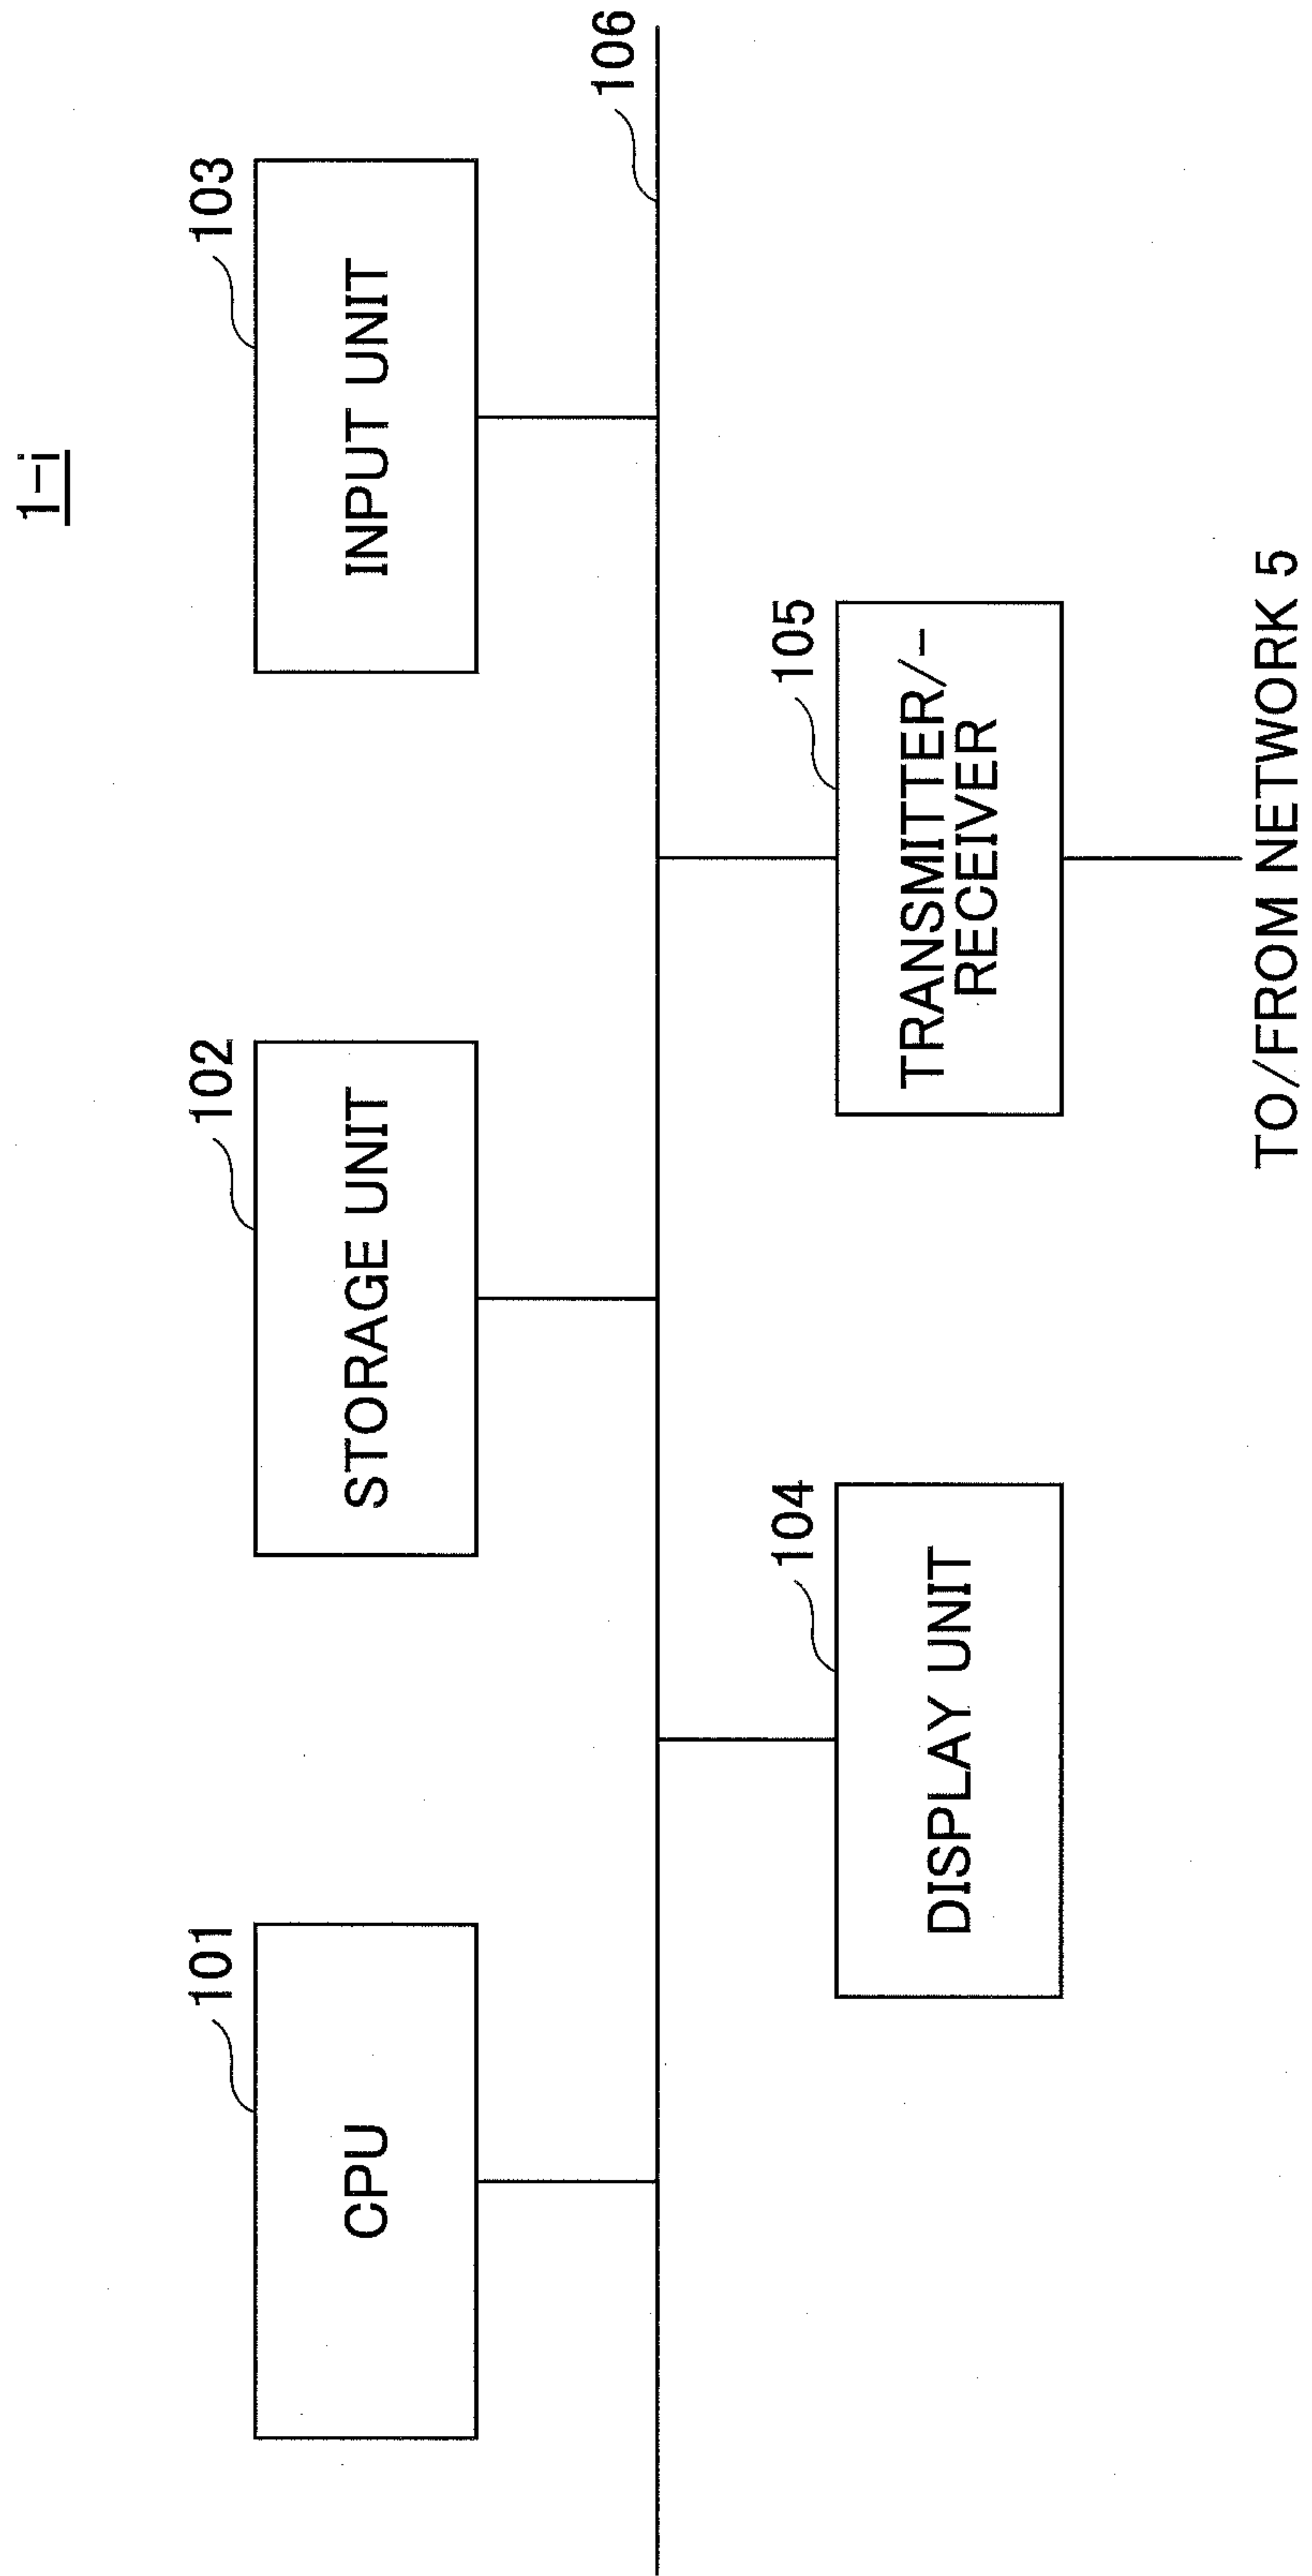 1-i
101
102
103
CPU
STORAGE UNIT
INPUT UNIT
106
104
105
DISPLAY UNIT
TRANSMITTER/-
RECEIVER
TO/FROM NETWORK 5